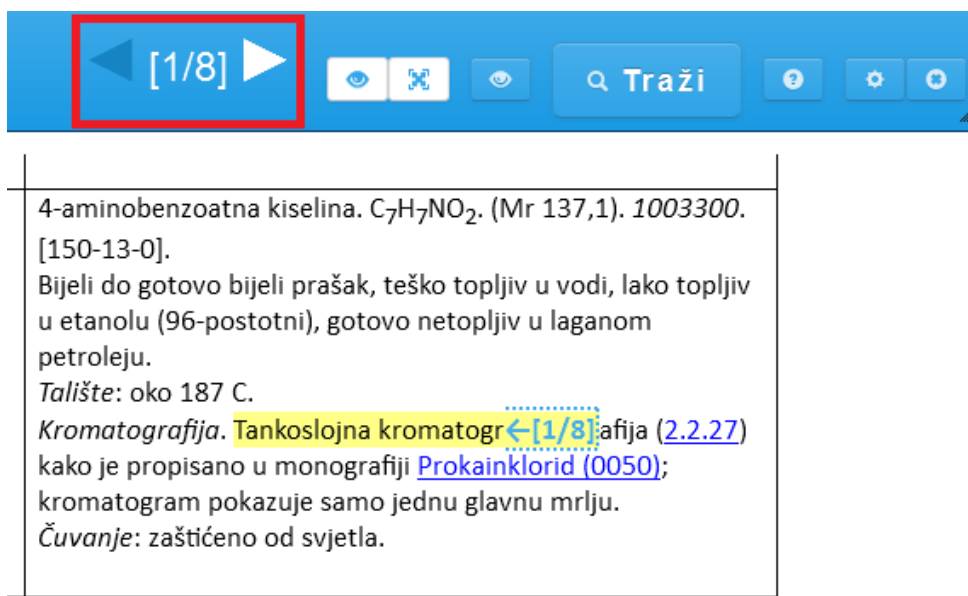 [1/8] Traži
4-aminobenzoatna kiselina. C₇H₇NO₂. (Mr 137,1). 1003300.
[150-13-0].
Bijeli do gotovo bijeli prašak, teško topljiv u vodi, lako topljiv
u etanolu (96-postotni), gotovo netopljiv u laganom
petroleju.
Talište: oko 187 C.
Kromatografija. Tankoslojna kromatogr←[1/8]afija (2.2.27)
kako je propisano u monografiji Prokainklorid (0050);
kromatogram pokazuje samo jednu glavnu mrlju.
Čuvanje: zaštićeno od svjetla.